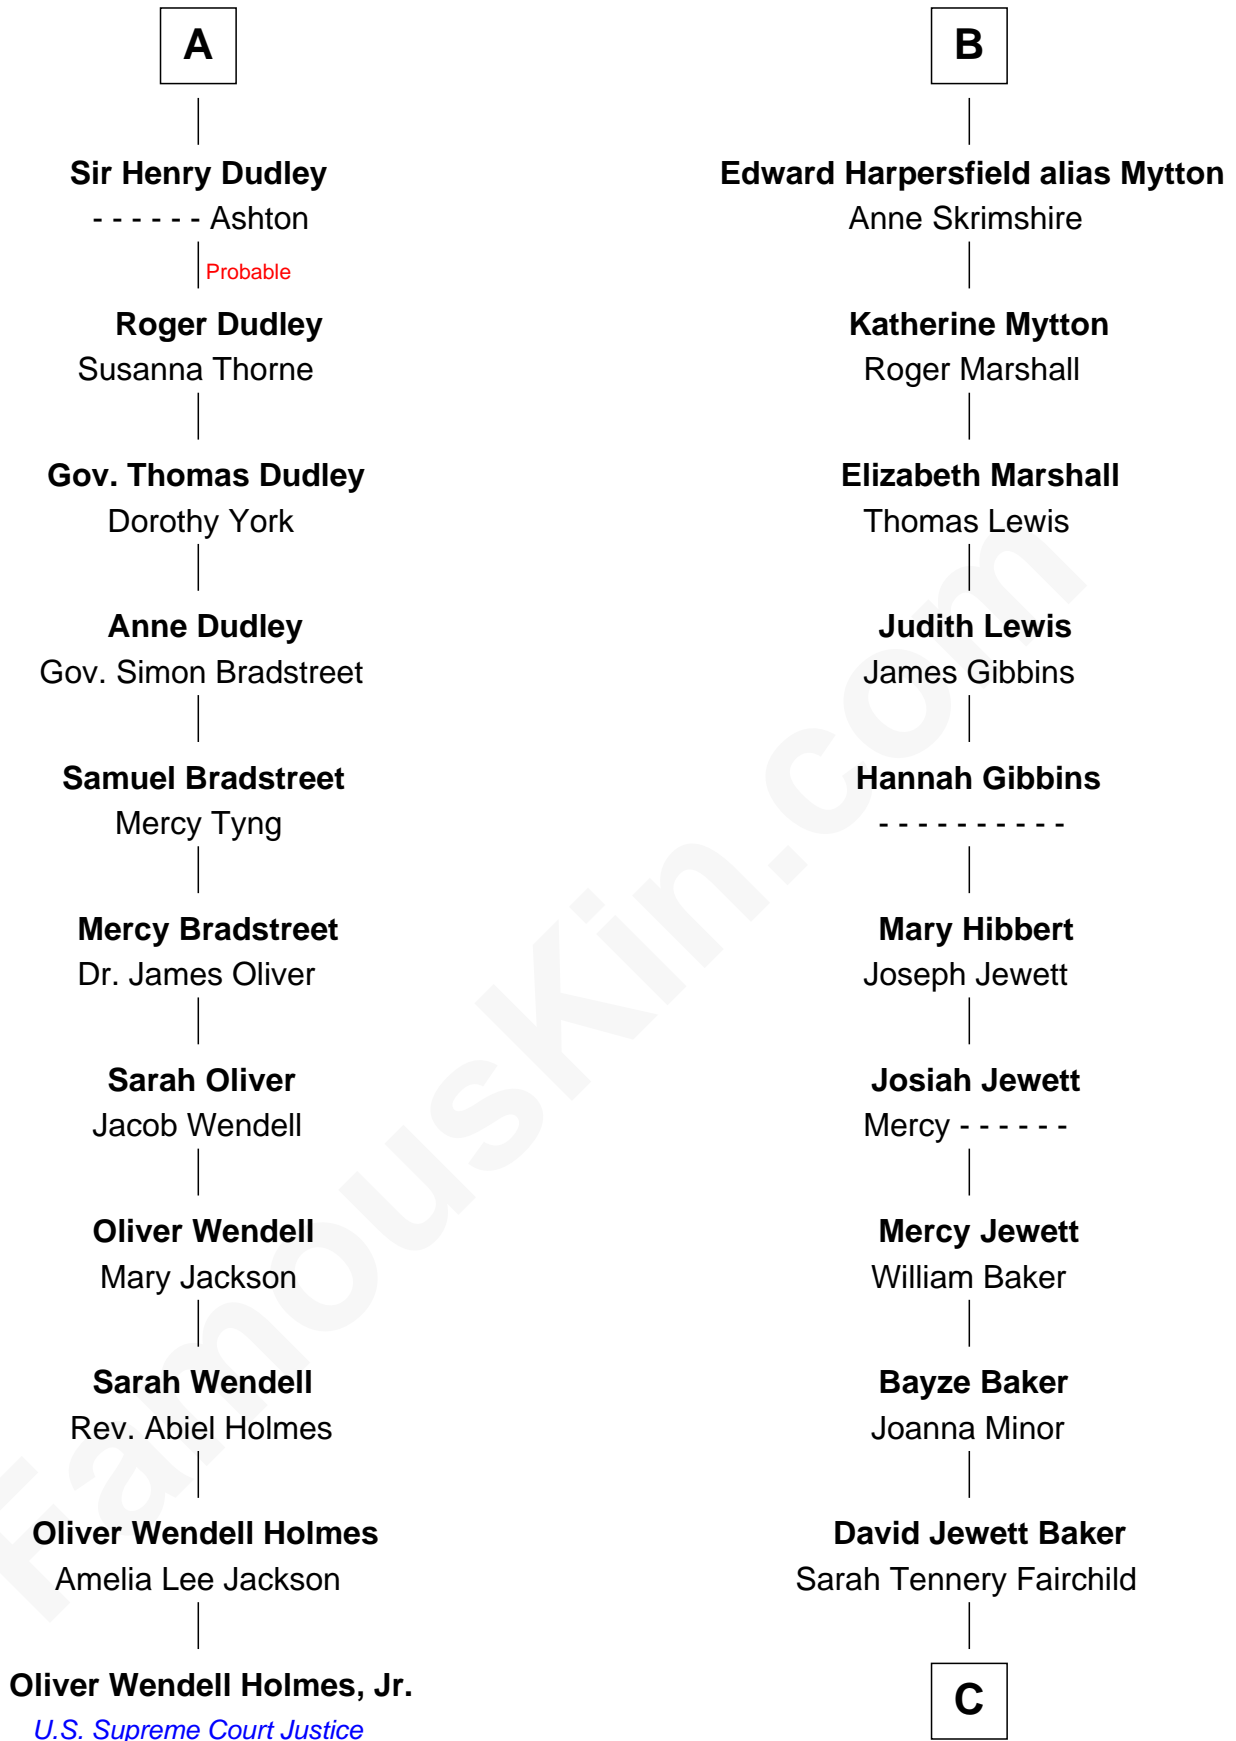 A
Sir Henry Dudley
- - - - - - Ashton
Probable
Roger Dudley
Susanna Thorne
Gov. Thomas Dudley
Dorothy York
Anne Dudley
Gov. Simon Bradstreet
Samuel Bradstreet
Mercy Tyng
Mercy Bradstreet
Dr. James Oliver
Sarah Oliver
Jacob Wendell
Oliver Wendell
Mary Jackson
Sarah Wendell
Rev. Abiel Holmes
Oliver Wendell Holmes
Amelia Lee Jackson
Oliver Wendell Holmes, Jr.
U.S. Supreme Court Justice
B
Edward Harpersfield alias Mytton
Anne Skrimshire
Katherine Mytton
Roger Marshall
Elizabeth Marshall
Thomas Lewis
Judith Lewis
James Gibbins
Hannah Gibbins
- - - - - - - - - -
Mary Hibbert
Joseph Jewett
Josiah Jewett
Mercy - - - - - -
Mercy Jewett
William Baker
Bayze Baker
Joanna Minor
David Jewett Baker
Sarah Tennery Fairchild
C
FamousKin.com